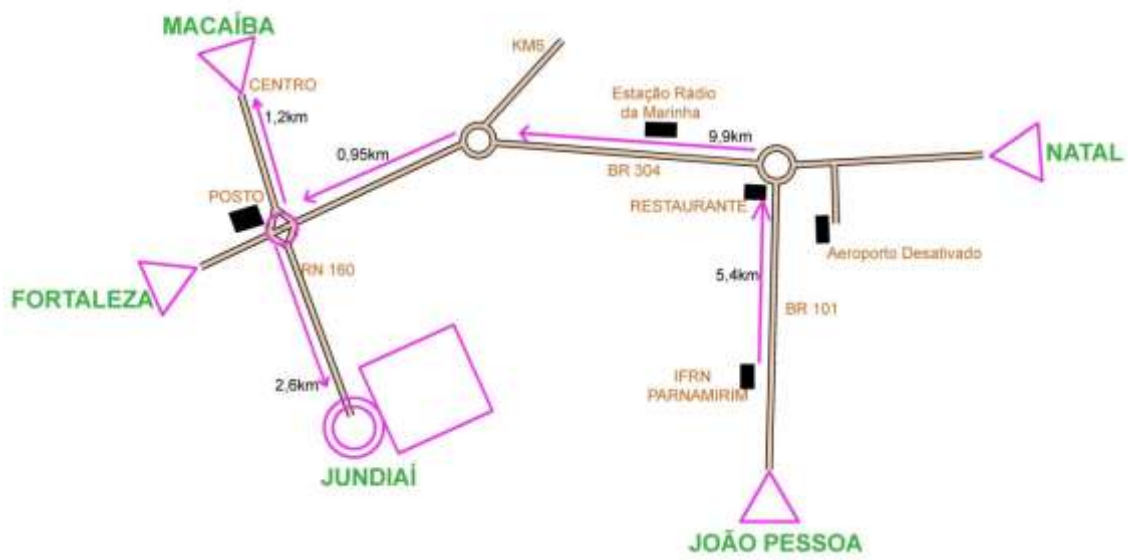 MACAÍBA
KM6
CENTRO
1,2km
Estação Rádio
da Marinha
9,9km
0,95km
NATAL
BR 304
POSTO
RESTAURANTE
Aeroporto Desativado
RN 160
5,4km
FORTALEZA
BR 101
2,6km
IFRN
PARNAMIRIM
JUNDIAÍ
JOÃO PESSOA